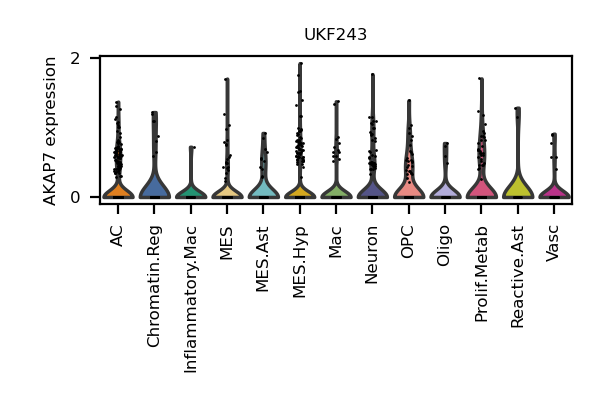 UKF243
AKAP7 expression
2
0
AC
Chromatin.Reg
Inflammatory.Mac
MES
MES.Ast
MES.Hyp
Mac
Neuron
OPC
Oligo
Prolif.Metab
Reactive.Ast
Vasc